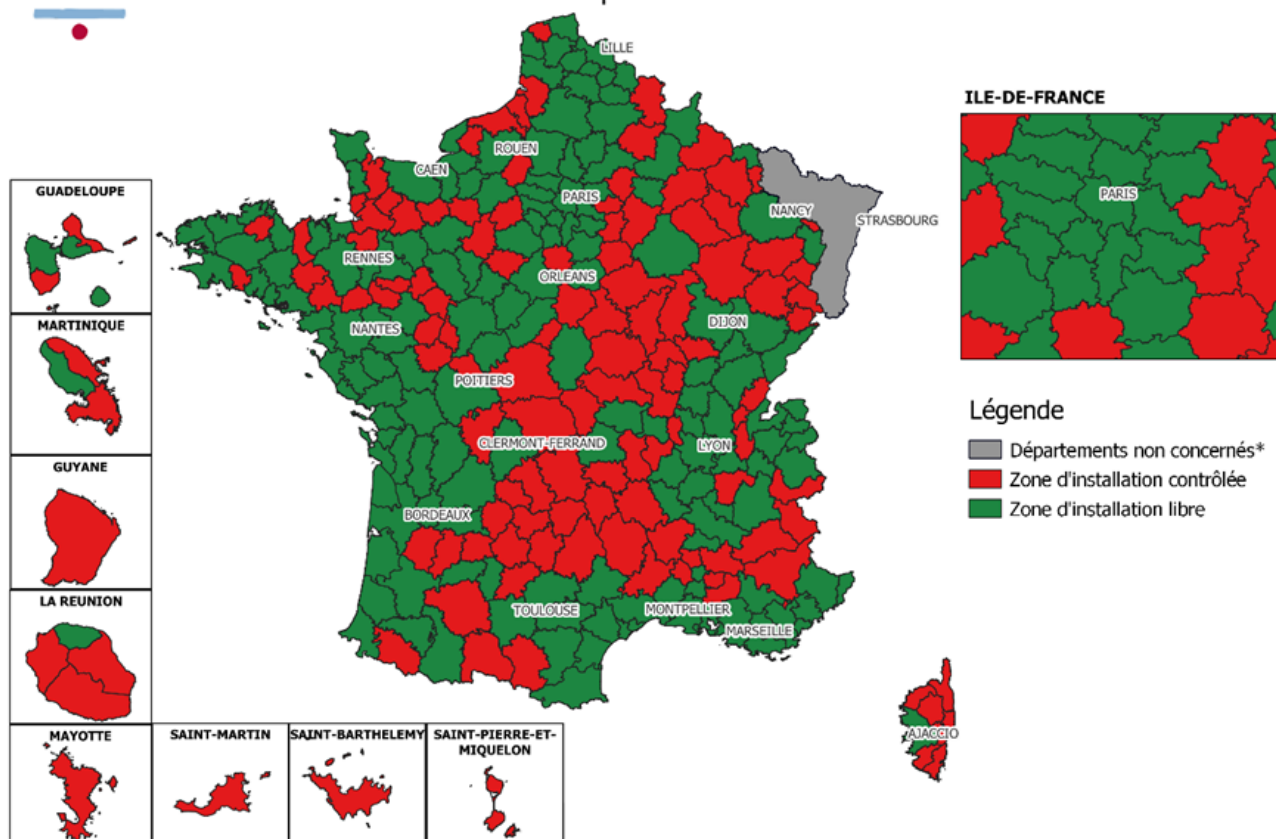 LILLE
ILE-DE-FRANCE
ROUEN
CAEN
PARIS
PARIS
GUADELOUPE
NANCY
STRASBOURG
RENNES
ORLEANS
MARTINIQUE
NANTES
DIJON
POITIERS
Légende
CLERMONT-FERRAND
LYON
Départements non concernés*
GUYANE
Zone d'installation contrôlée
BORDEAUX
Zone d'installation libre
LA REUNION
TOULOUSE
MONTPELLIER
MARSEILLE
MAYOTTE
SAINT-MARTIN
SAINT-BARTHELEMY
SAINT-PIERRE-ET-
MIQUELON
AJACCIO